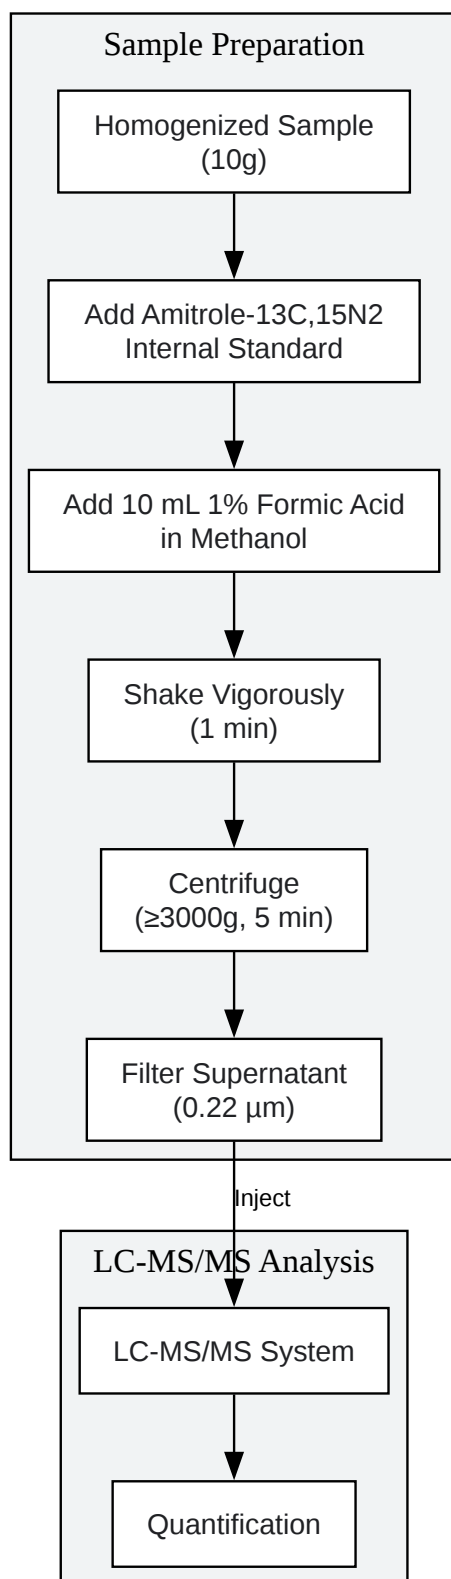 Sample Preparation
Homogenized Sample
(10g)
Add Amitrole-13C,15N2
Internal Standard
Add 10 mL 1% Formic Acid
in Methanol
Shake Vigorously
(1 min)
Centrifuge
(≥3000g, 5 min)
Filter Supernatant
(0.22 µm)
Inject
LC-MS/MS Analysis
LC-MS/MS System
Quantification